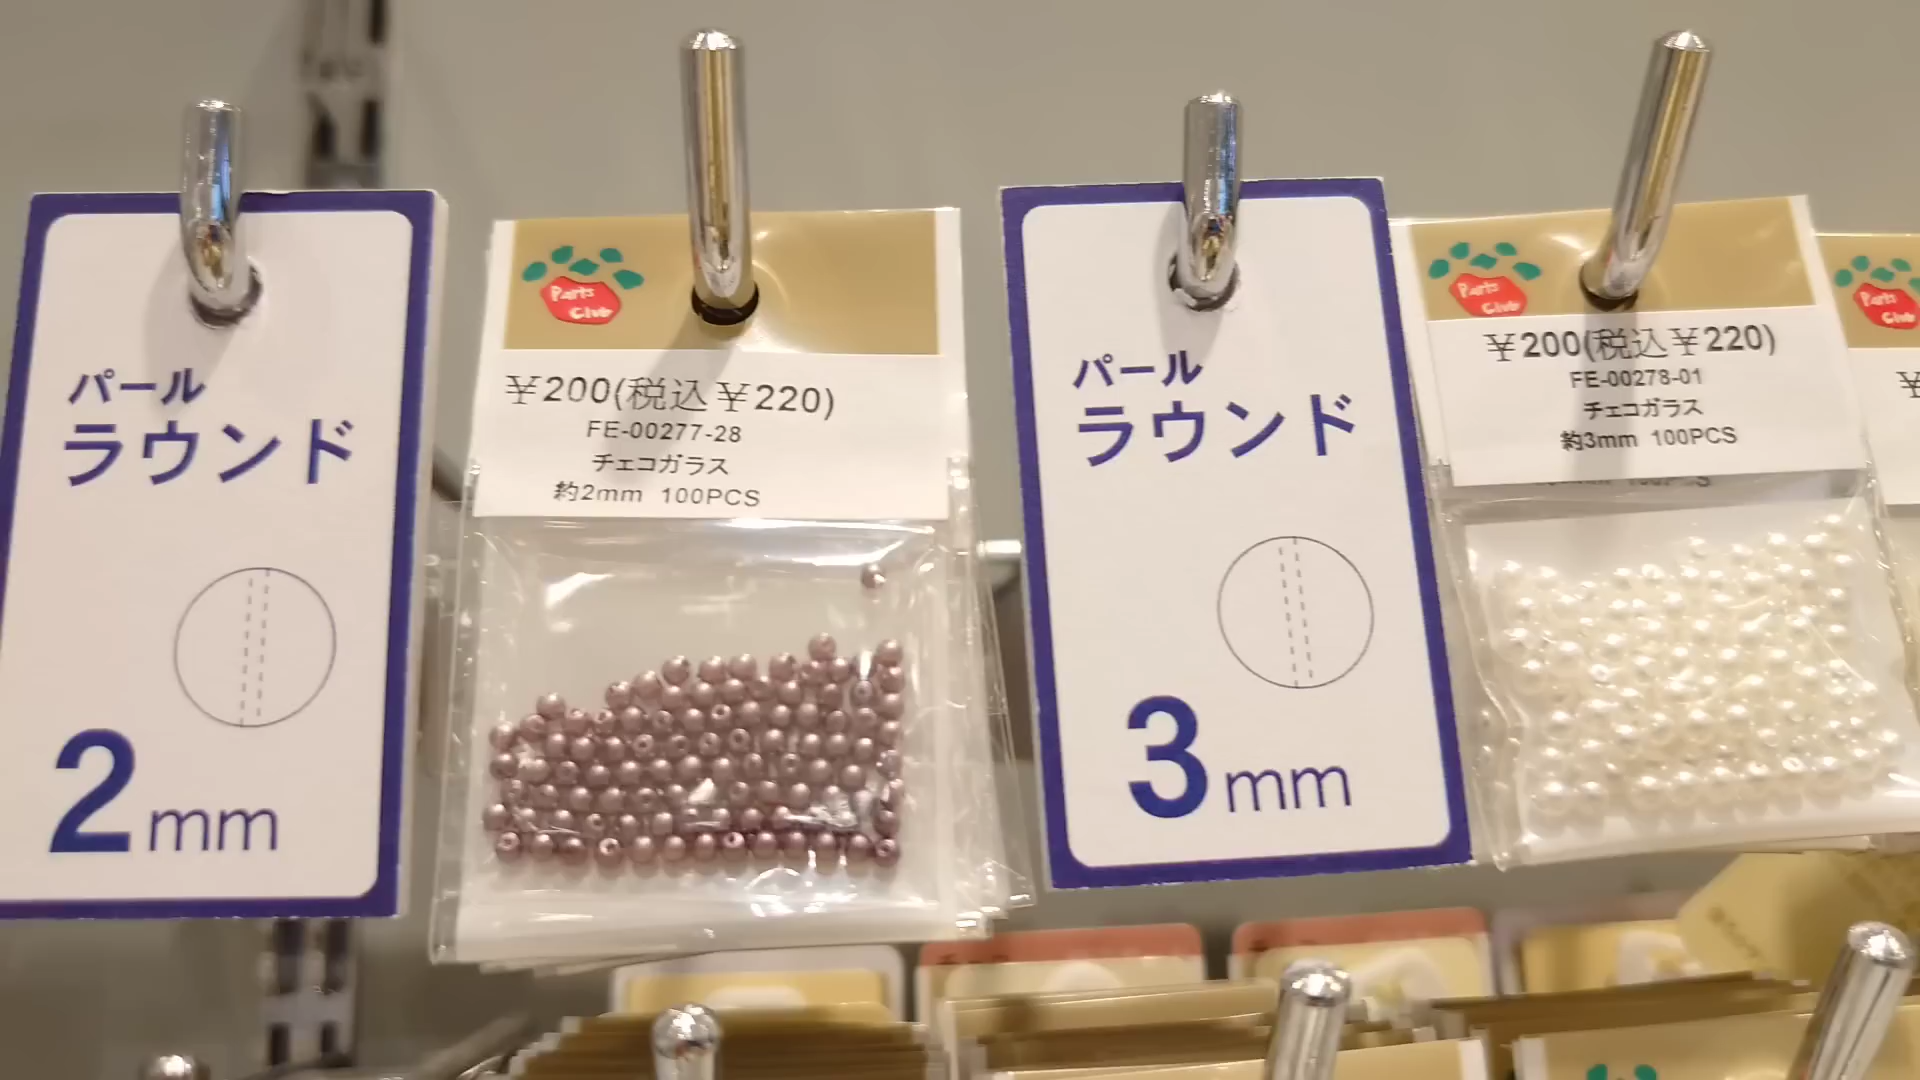 パール
ラウンド
2mm
Parts
Club
￥200(税込￥220)
FE-00277-28
チェコガラス
約2mm 100PCS
パール
ラウンド
3mm
Parts
Club
￥200(税込￥220)
FE-00278-01
チェコガラス
約3mm 100PCS
Parts
Club
￥